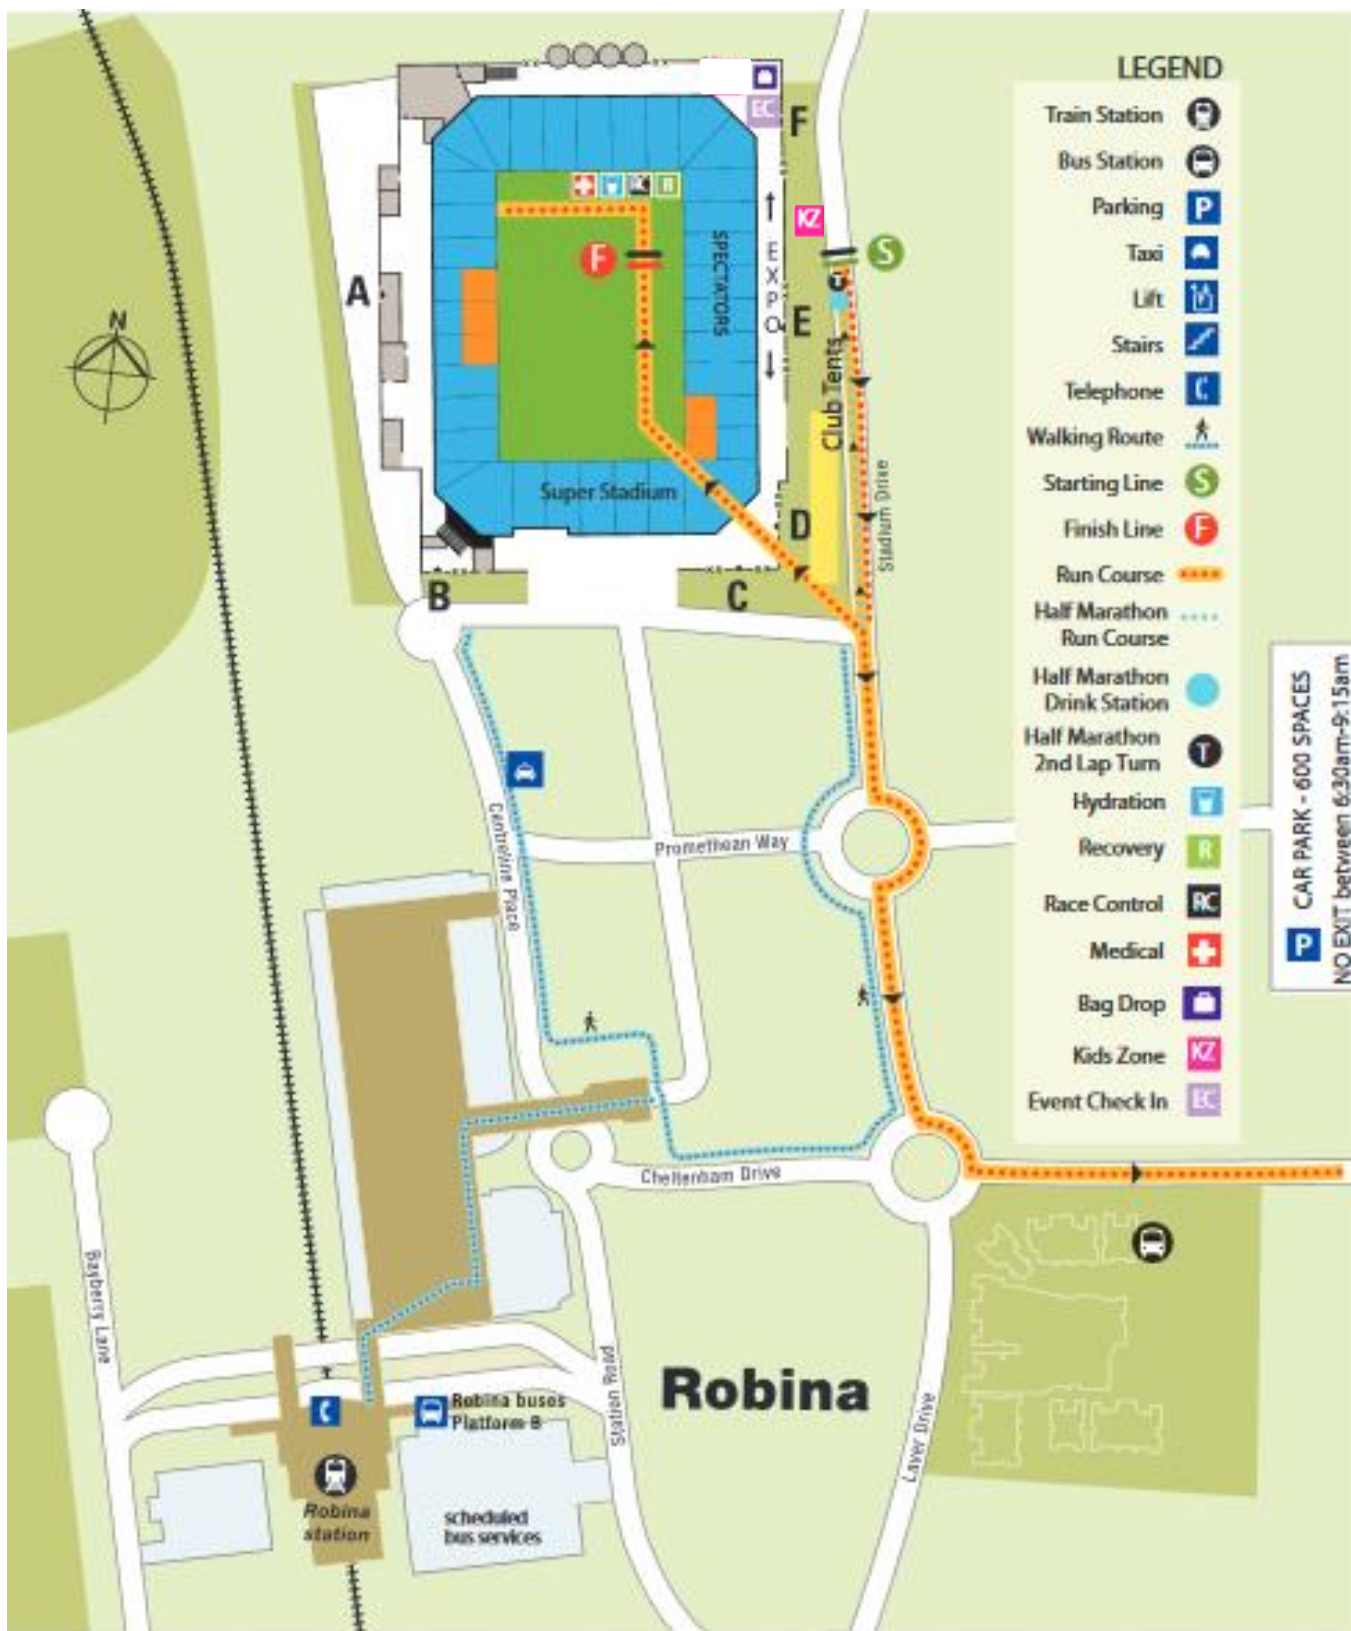 N
A
B
C
D
E
F
EC
KZ
R
RC
SPECTATORS
EXPO
F
S
T
Club Tents
Super Stadium
Stadium Drive
Promethean Way
Centreline Place
Cheltenham Drive
Bayberry Lane
Station Road
Laver Drive
Robina
Robina buses
Platform B
Robina
station
scheduled
bus services
LEGEND
Train Station
Bus Station
Parking P
Taxi
Lift
Stairs
Telephone
Walking Route
Starting Line S
Finish Line F
Run Course
Half Marathon
Run Course
Half Marathon
Drink Station
Half Marathon
2nd Lap Turn T
Hydration
Recovery R
Race Control RC
Medical
Bag Drop
Kids Zone KZ
Event Check In EC
P CAR PARK - 600 SPACES
NO EXIT between 6:30am-9:15am